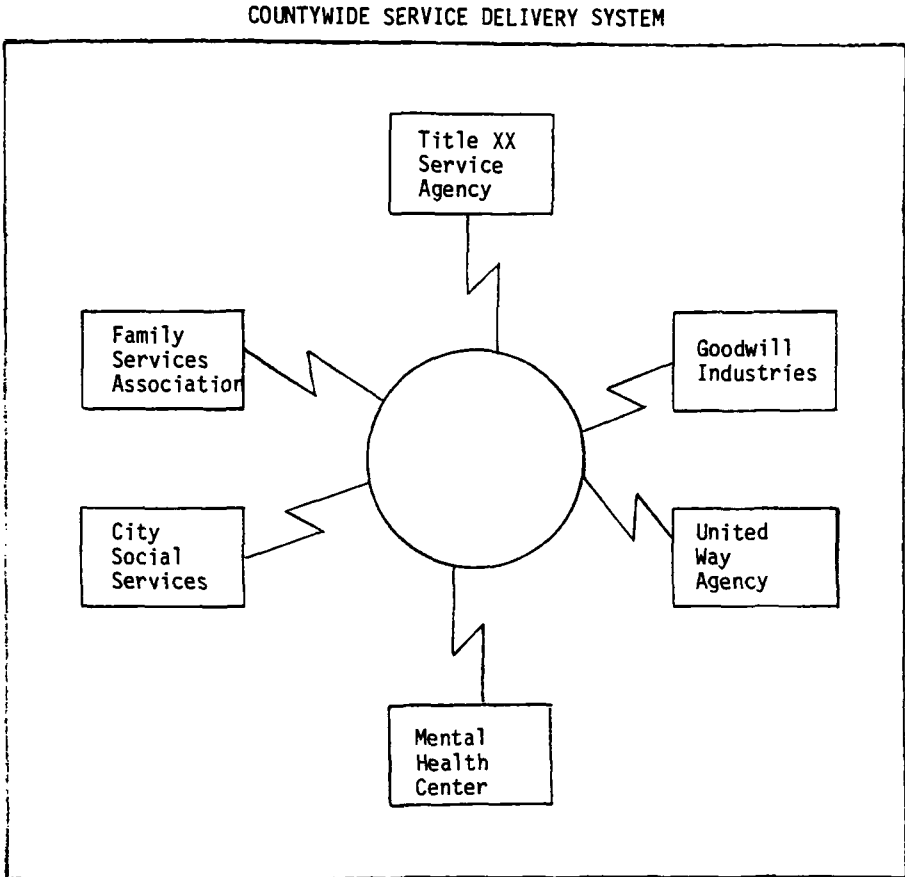 COUNTYWIDE SERVICE DELIVERY SYSTEM
Title XX
Service
Agency
Family
Services
Association
Goodwill
Industries
City
Social
Services
United
Way
Agency
Mental
Health
Center